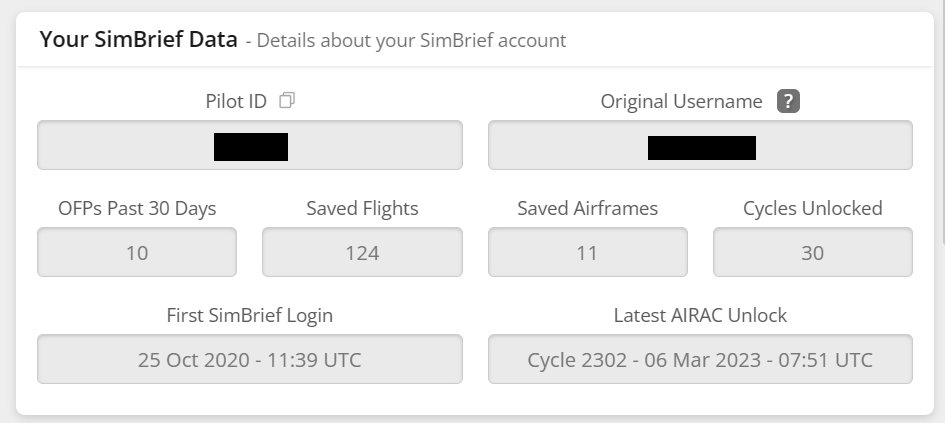 Your SimBrief Data - Details about your SimBrief account
Pilot ID
Original Username ?
OFPs Past 30 Days
Saved Flights
Saved Airframes
Cycles Unlocked
10
124
11
30
First SimBrief Login
Latest AIRAC Unlock
25 Oct 2020 - 11:39 UTC
Cycle 2302 - 06 Mar 2023 - 07:51 UTC